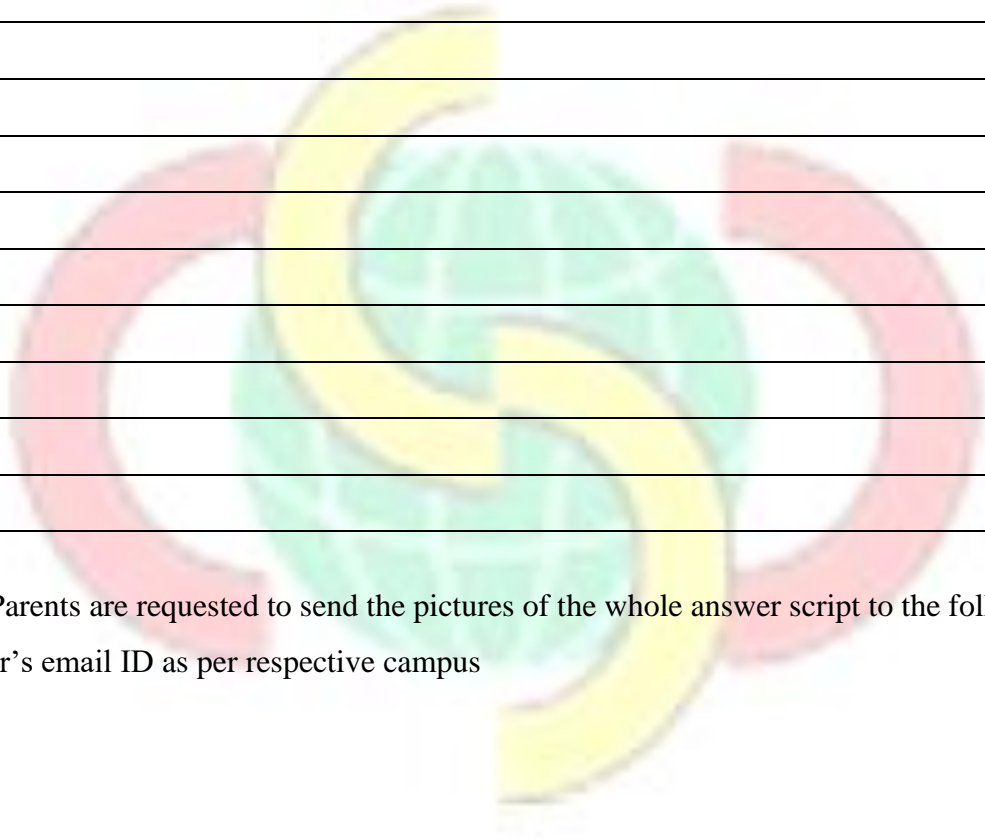 Parents are requested to send the pictures of the whole answer script to the
r's email ID as per respective campus